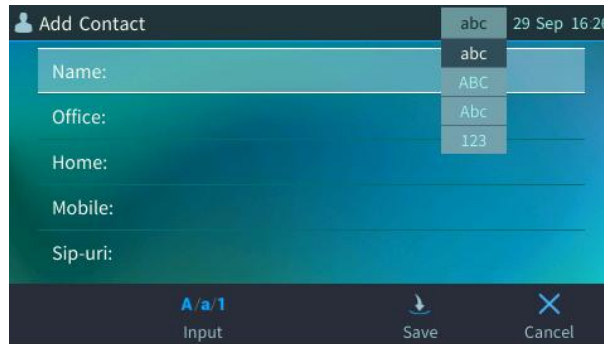 Add Contact abc 29 Sep 16:26
abc
Name:
ABC
Office:
Abc
123
Home:
Mobile:
Sip-uri:
A/a/1
Input Save Cancel